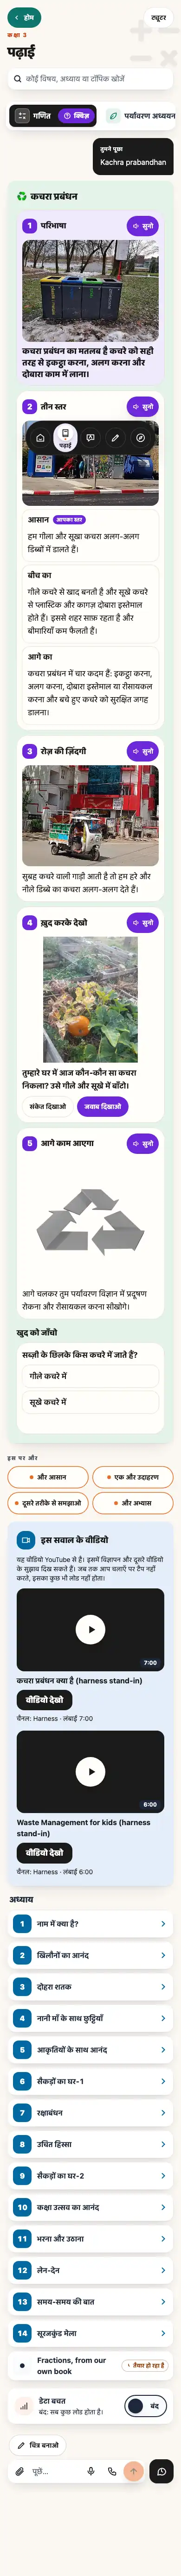 होम
ट्यूटर
कक्षा 3
पढ़ाई
कोई विषय, अध्याय या टॉपिक खोजें
गणित
क्विज़
पर्यावरण अध्ययन
तुमने पूछा
Kachra prabandhan
कचरा प्रबंधन
1 परिभाषा
सुनो
कचरा प्रबंधन का मतलब है कचरे को सही
तरह से इकट्ठा करना, अलग करना और
दोबारा काम में लाना।
2 तीन स्तर
सुनो
पढ़ाई
आसान आपका स्तर
हम गीला और सूखा कचरा अलग-अलग
डिब्बों में डालते हैं।
बीच का
गीले कचरे से खाद बनती है और सूखे कचरे
से प्लास्टिक और कागज़ दोबारा इस्तेमाल
होते हैं। इससे शहर साफ़ रहता है और
बीमारियाँ कम फैलती हैं।
आगे का
कचरा प्रबंधन में चार कदम हैं: इकट्ठा करना,
अलग करना, दोबारा इस्तेमाल या रीसायकल
करना और बचे हुए कचरे को सुरक्षित जगह
डालना।
3 रोज़ की ज़िंदगी
सुनो
सुबह कचरे वाली गाड़ी आती है तो हम हरे और
नीले डिब्बे का कचरा अलग-अलग देते हैं।
4 ख़ुद करके देखो
सुनो
तुम्हारे घर में आज कौन-कौन सा कचरा
निकला? उसे गीले और सूखे में बाँटो।
संकेत दिखाओ
जवाब दिखाओ
5 आगे काम आएगा
सुनो
आगे चलकर तुम पर्यावरण विज्ञान में प्रदूषण
रोकना और रीसायकल करना सीखोगे।
खुद को जाँचो
सब्ज़ी के छिलके किस कचरे में जाते हैं?
गीले कचरे में
सूखे कचरे में
इस पर और
और आसान
एक और उदाहरण
दूसरे तरीके से समझाओ
और अभ्यास
इस सवाल के वीडियो
यह वीडियो YouTube से है। इसमें विज्ञापन और दूसरे वीडियो
के सुझाव दिख सकते हैं। जब तक आप चलाएँ पर टैप नहीं
करते, इसका कुछ भी लोड नहीं होता।
7:00
कचरा प्रबंधन क्या है (harness stand-in)
वीडियो देखो
चैनल: Harness · लंबाई 7:00
6:00
Waste Management for kids (harness
stand-in)
वीडियो देखो
चैनल: Harness · लंबाई 6:00
अध्याय
1 नाम में क्या है?
2 खिलौनों का आनंद
3 दोहरा शतक
4 नानी माँ के साथ छुट्टियाँ
5 आकृतियों के साथ आनंद
6 सैकड़ों का घर-1
7 रक्षाबंधन
8 उचित हिस्सा
9 सैकड़ों का घर-2
10 कक्षा उत्सव का आनंद
11 भरना और उठाना
12 लेन-देन
13 समय-समय की बात
14 सूरजकुंड मेला
Fractions, from our
own book
तैयार हो रहा है
डेटा बचत
बंद: सब कुछ लोड होता है।
बंद
चित्र बनाओ
पूछें...